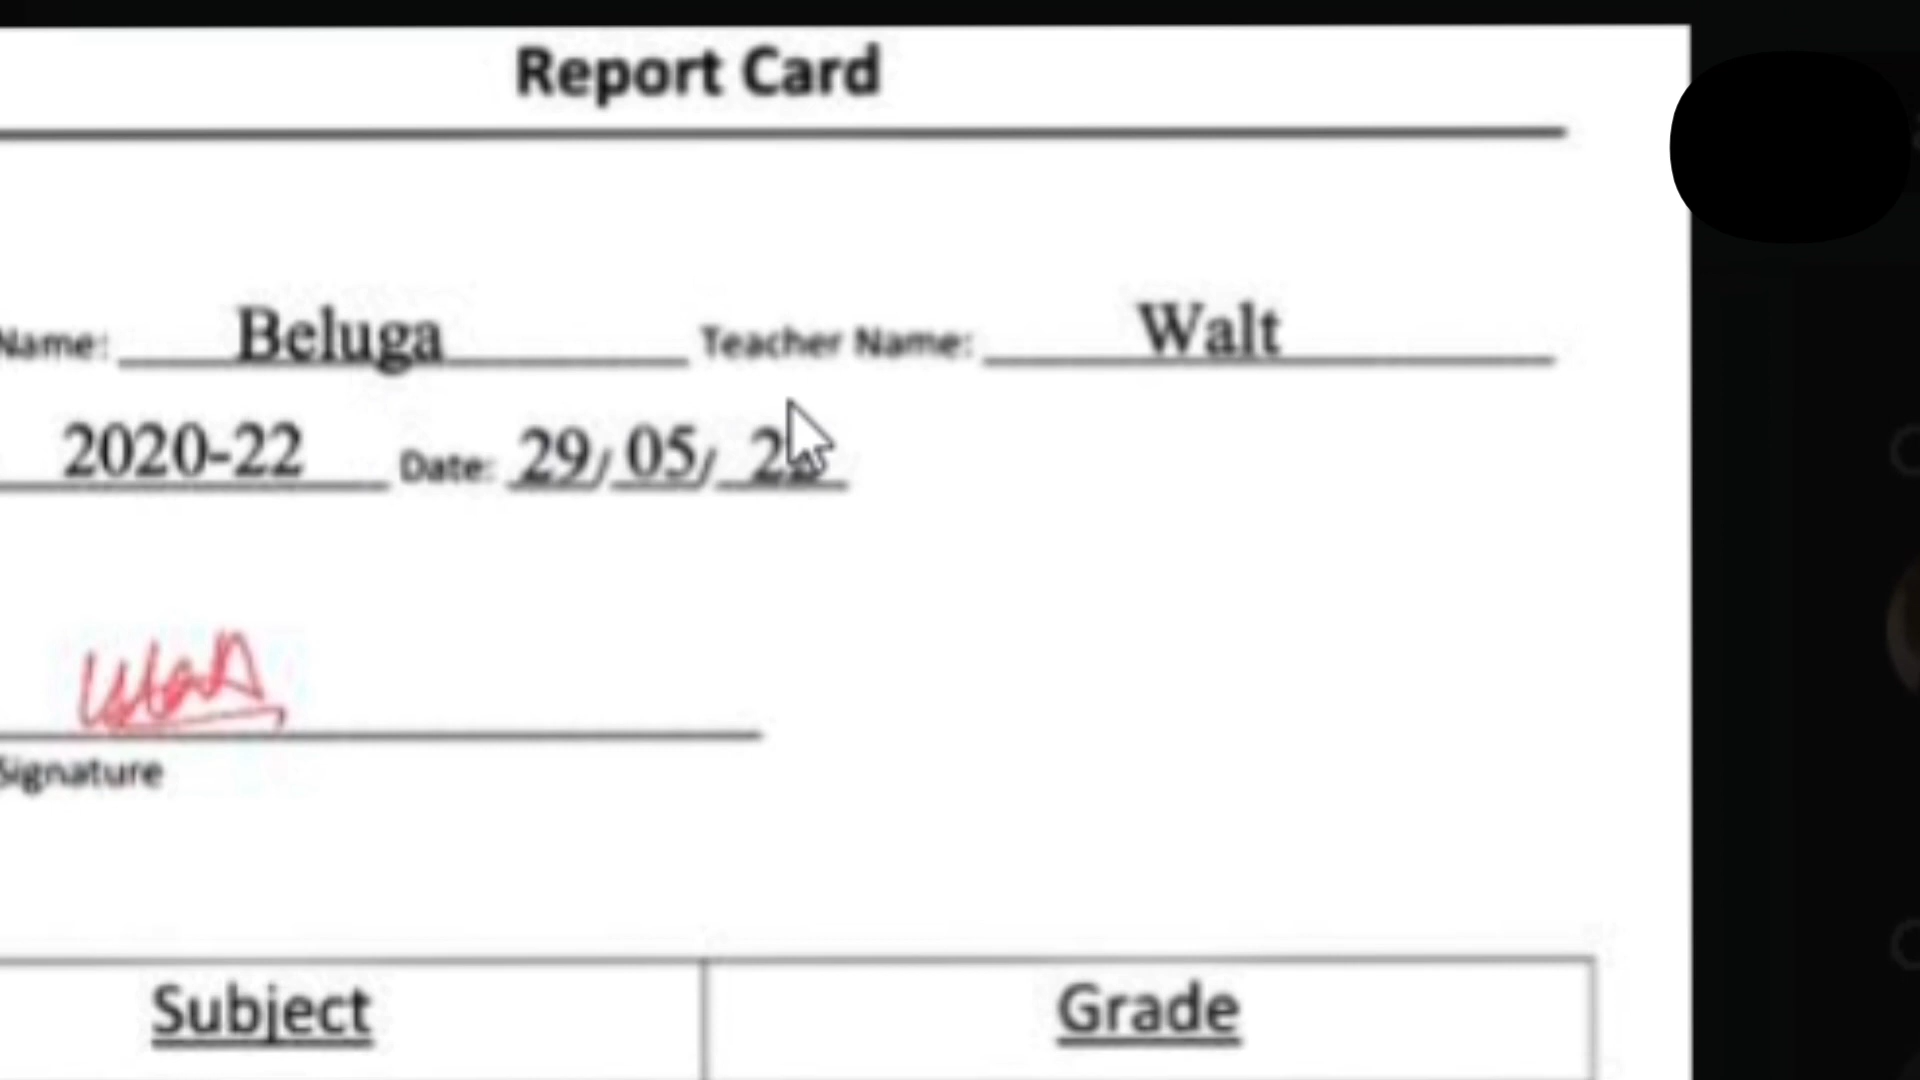 Report Card
Name: Beluga Teacher Name: Walt
2020-22 Date: 29/ 05/
Signature
Subject Grade